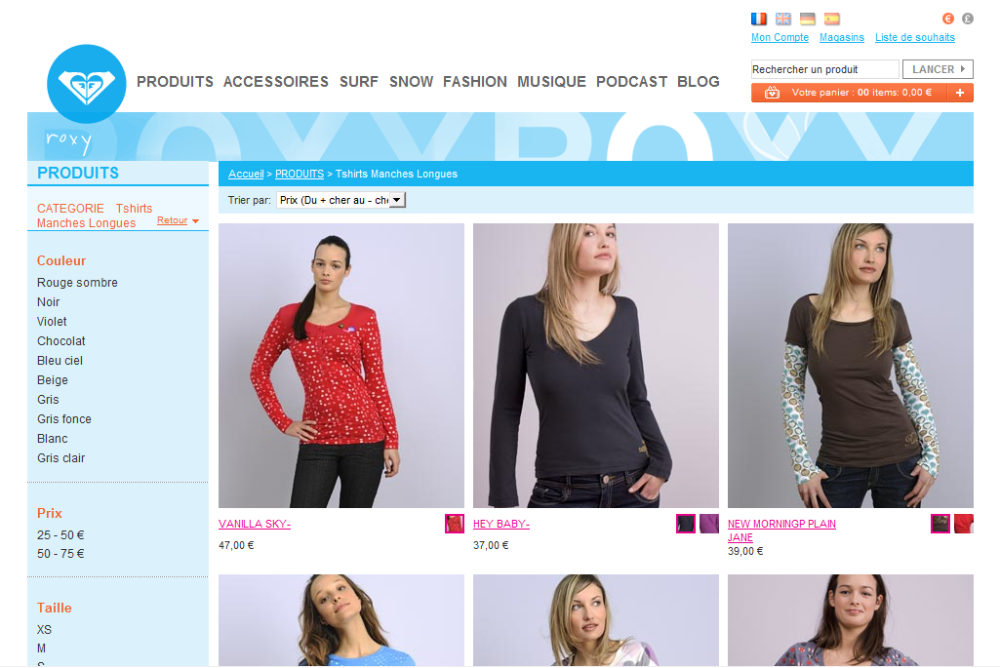 € £
Mon Compte Magasins Liste de souhaits
Rechercher un produit LANCER
Votre panier : 00 items: 0,00 € +
PRODUITS ACCESSOIRES SURF SNOW FASHION MUSIQUE PODCAST BLOG
roxy
ROXYROXY
PRODUITS
CATEGORIE Tshirts
Manches Longues
Retour
Couleur
Rouge sombre
Noir
Violet
Chocolat
Bleu ciel
Beige
Gris
Gris fonce
Blanc
Gris clair
Prix
25 - 50 €
50 - 75 €
Taille
XS
M
S
Accueil > PRODUITS > Tshirts Manches Longues
Trier par: Prix (Du + cher au - che
VANILLA SKY-
47,00 €
HEY BABY-
37,00 €
NEW MORNINGP PLAIN
JANE
39,00 €